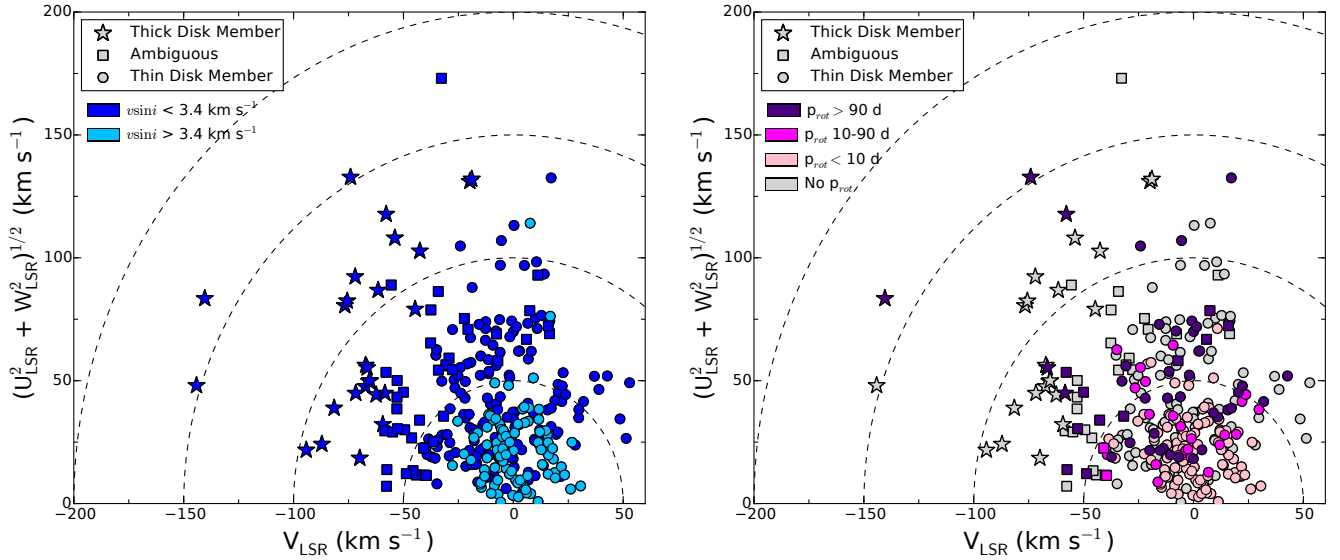 200
150
100
50
0
(U²LSR + W²LSR)^1/2 (km s⁻¹)
Thick Disk Member
Ambiguous
Thin Disk Member
vsini < 3.4 km s⁻¹
vsini > 3.4 km s⁻¹
−200 −150 −100 −50 0 50
VLSR (km s⁻¹)
200
150
100
50
0
(U²LSR + W²LSR)^1/2 (km s⁻¹)
Thick Disk Member
Ambiguous
Thin Disk Member
prot > 90 d
prot 10-90 d
prot < 10 d
No prot
−200 −150 −100 −50 0 50
VLSR (km s⁻¹)